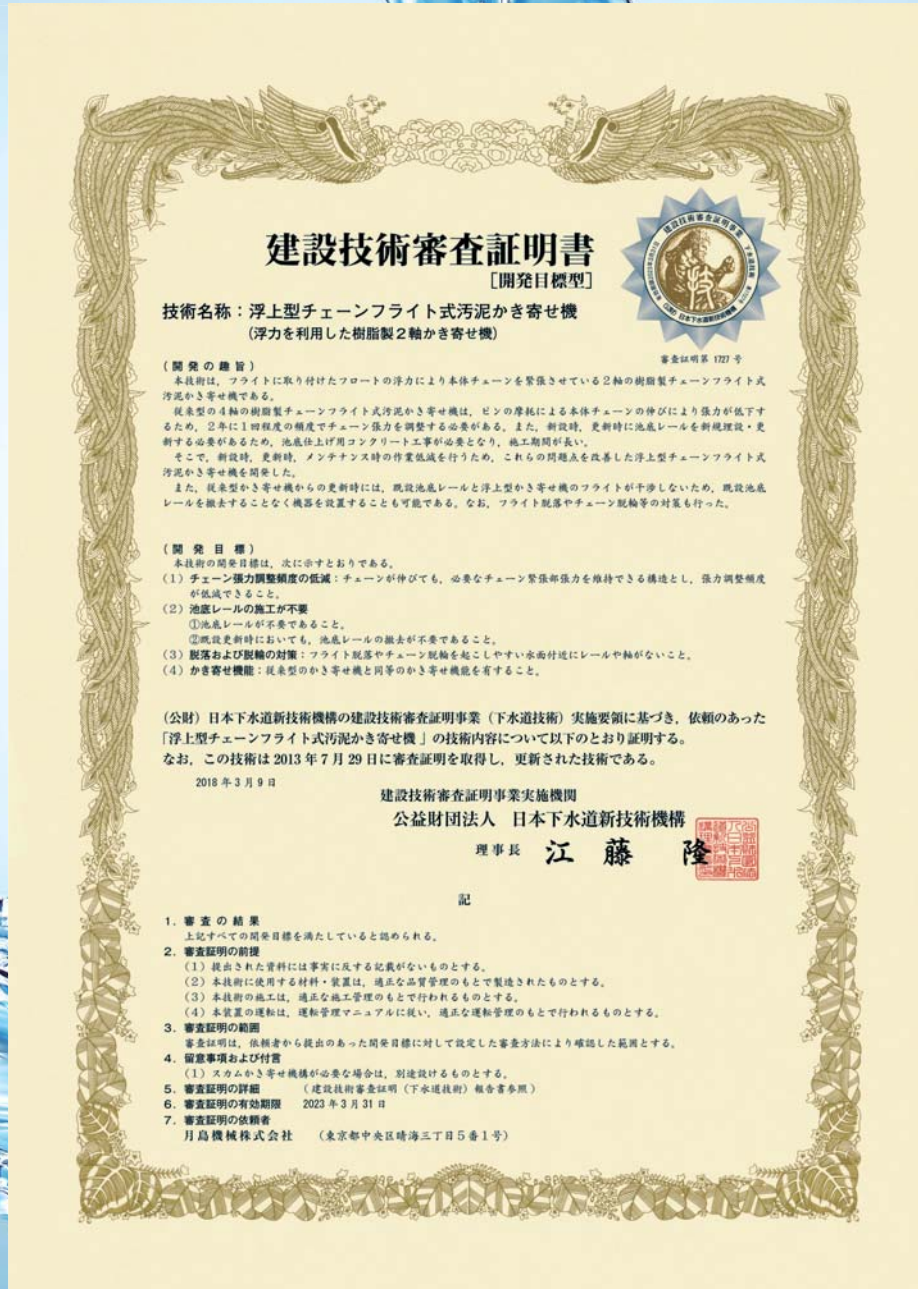 建設技術審査証明書
[開発目標型]
技術名称:浮上型チェーンフライト式汚泥かき寄せ機
(浮力を利用した樹脂製2軸かき寄せ機)
建設技術審査証明事業
下水道技術
技
(公財)日本下水道新技術機構
審査証明第 1727 号
(開発の趣旨)
本技術は,フライトに取り付けたフロートの浮力により本体チェーンを緊張させている2軸の樹脂製チェーンフライト式
汚泥かき寄せ機である。
従来型の4軸の樹脂製チェーンフライト式汚泥かき寄せ機は,ピンの摩耗による本体チェーンの伸びにより張力が低下す
るため,2年に1回程度の頻度でチェーン張力を調整する必要がある。また,新設時,更新時に池底レールを新規埋設・更
新する必要があるため,池底仕上げ用コンクリート工事が必要となり,施工期間が長い。
そこで,新設時,更新時,メンテナンス時の作業低減を行うため,これらの問題点を改善した浮上型チェーンフライト式
汚泥かき寄せ機を開発した。
また,従来型かき寄せ機からの更新時には,既設池底レールと浮上型かき寄せ機のフライトが干渉しないため,既設池底
レールを撤去することなく機器を設置することも可能である。なお,フライト脱落やチェーン脱輪等の対策も行った。
(開発目標)
本技術の開発目標は,次に示すとおりである。
(1)チェーン張力調整頻度の低減:チェーンが伸びても,必要なチェーン緊張部張力を維持できる構造とし,張力調整頻度
が低減できること。
(2)池底レールの施工が不要
①池底レールが不要であること。
②既設更新時においても,池底レールの撤去が不要であること。
(3)脱落および脱輪の対策:フライト脱落やチェーン脱輪を起こしやすい水面付近にレールや軸がないこと。
(4)かき寄せ機能:従来型のかき寄せ機と同等のかき寄せ機能を有すること。
(公財)日本下水道新技術機構の建設技術審査証明事業(下水道技術)実施要領に基づき,依頼のあった
「浮上型チェーンフライト式汚泥かき寄せ機 」の技術内容について以下のとおり証明する。
なお,この技術は2013年7月29日に審査証明を取得し,更新された技術である。
2018年3月9日
建設技術審査証明事業実施機関
公益財団法人 日本下水道新技術機構
理事長 江藤 隆
記
1.審査の結果
上記すべての開発目標を満たしていると認められる。
2.審査証明の前提
(1)提出された資料には事実に反する記載がないものとする。
(2)本技術に使用する材料・装置は,適正な品質管理のもとで製造されたものとする。
(3)本技術の施工は,適正な施工管理のもとで行われるものとする。
(4)本装置の運転は,運転管理マニュアルに従い,適正な運転管理のもとで行われるものとする。
3.審査証明の範囲
審査証明は,依頼者から提出のあった開発目標に対して設定した審査方法により確認した範囲とする。
4.留意事項および付言
(1)スカムかき寄せ機構が必要な場合は,別途設けるものとする。
5.審査証明の詳細 (建設技術審査証明(下水道技術)報告書参照)
6.審査証明の有効期限 2023年3月31日
7.審査証明の依頼者
月島機械株式会社 (東京都中央区晴海三丁目5番1号)